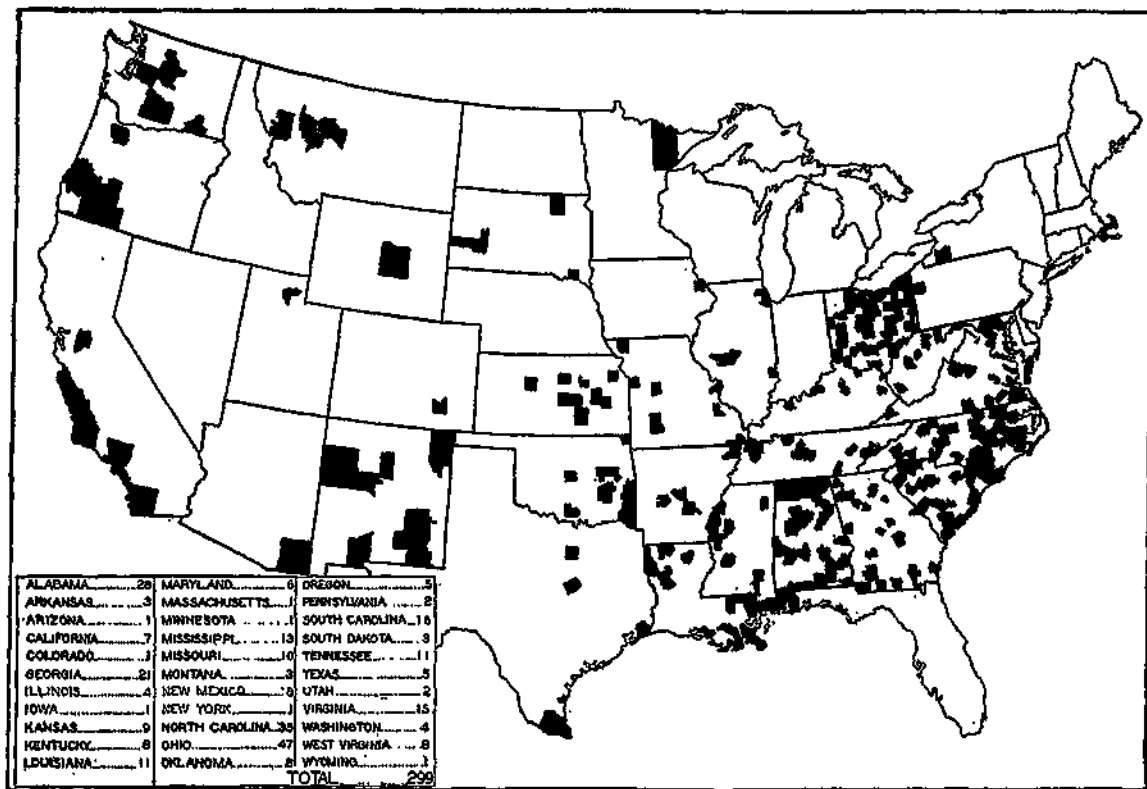 ALABAMA 28
ARKANSAS 3
ARIZONA 1
CALIFORNIA 7
COLORADO 1
GEORGIA 21
ILLINOIS 4
IOWA 1
KANSAS 9
KENTUCKY 8
LOUISIANA 11
MARYLAND 6
MASSACHUSETTS 1
MINNESOTA 1
MISSISSIPPI 13
MISSOURI 10
MONTANA 3
NEW MEXICO 8
NEW YORK 1
NORTH CAROLINA 35
OHIO 47
OKLAHOMA 8
OREGON 5
PENNSYLVANIA 2
SOUTH CAROLINA 16
SOUTH DAKOTA 3
TENNESSEE 11
TEXAS 5
UTAH 2
VIRGINIA 15
WASHINGTON 4
WEST VIRGINIA 8
WYOMING 1
TOTAL 299